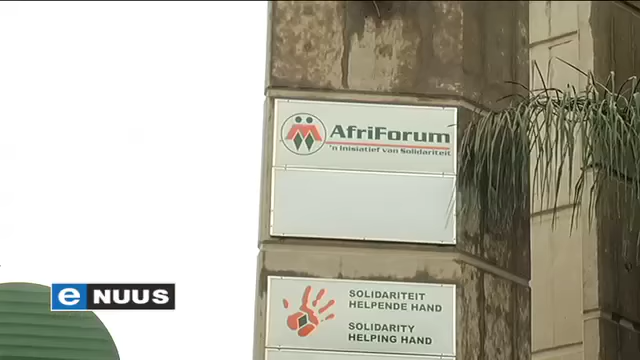 AfriForum
'n Inisiatief van Solidariteit
SOLIDARITEIT
HELPENDE HAND
SOLIDARITY
HELPING HAND
e NUUS